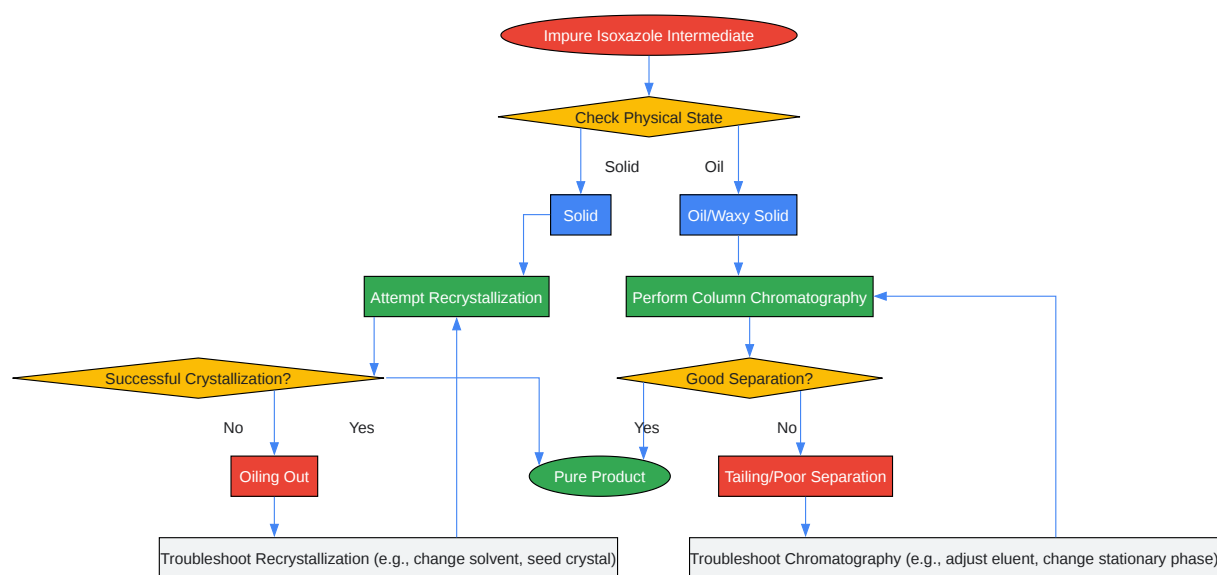 Impure Isoxazole Intermediate
Check Physical State
Solid
Oil
Solid
Oil/Waxy Solid
Attempt Recrystallization
Perform Column Chromatography
Successful Crystallization?
Good Separation?
No
Yes
Yes
No
Oiling Out
Pure Product
Tailing/Poor Separation
Troubleshoot Recrystallization (e.g., change solvent, seed crystal)
Troubleshoot Chromatography (e.g., adjust eluent, change stationary phase)